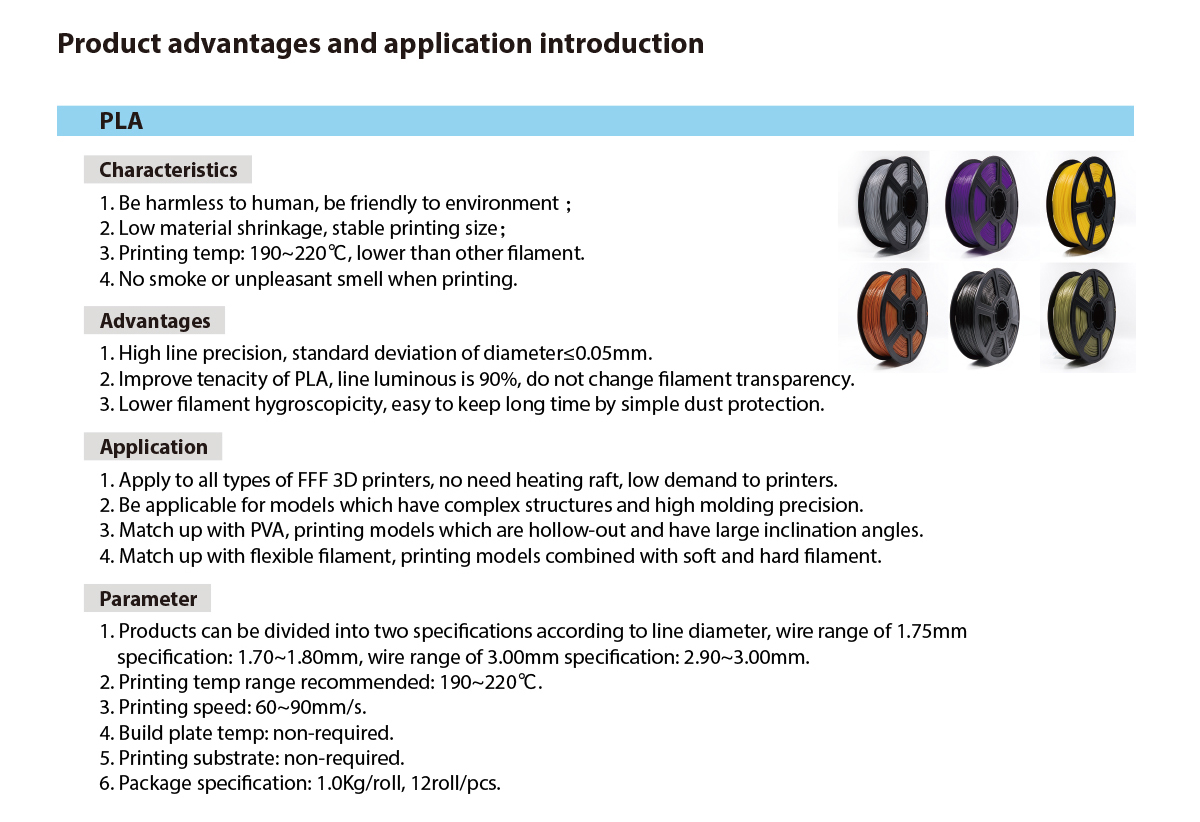 Product advantages and application introduction
PLA
Characteristics
1. Be harmless to human, be friendly to environment ;
2. Low material shrinkage, stable printing size;
3. Printing temp: 190~220℃, lower than other filament.
4. No smoke or unpleasant smell when printing.
Advantages
1. High line precision, standard deviation of diameter≤0.05mm.
2. Improve tenacity of PLA, line luminous is 90%, do not change filament transparency.
3. Lower filament hygroscopicity, easy to keep long time by simple dust protection.
Application
1. Apply to all types of FFF 3D printers, no need heating raft, low demand to printers.
2. Be applicable for models which have complex structures and high molding precision.
3. Match up with PVA, printing models which are hollow-out and have large inclination angles.
4. Match up with flexible filament, printing models combined with soft and hard filament.
Parameter
1. Products can be divided into two specifications according to line diameter, wire range of 1.75mm
specification: 1.70~1.80mm, wire range of 3.00mm specification: 2.90~3.00mm.
2. Printing temp range recommended: 190~220℃.
3. Printing speed: 60~90mm/s.
4. Build plate temp: non-required.
5. Printing substrate: non-required.
6. Package specification: 1.0Kg/roll, 12roll/pcs.